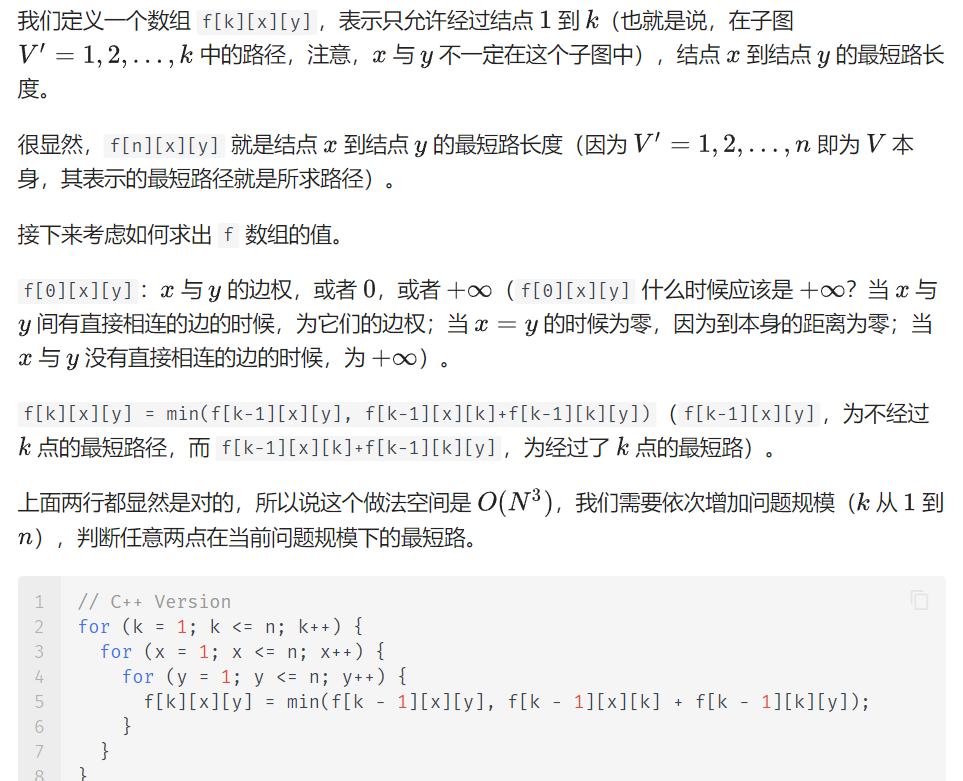 我们定义一个数组 f[k][x][y]，表示只允许经过结点 1 到 k（也就是说，在子图
V′ = 1, 2, . . . , k 中的路径，注意，x 与 y 不一定在这个子图中），结点 x 到结点 y 的最短路长
度。
很显然，f[n][x][y] 就是结点 x 到结点 y 的最短路长度（因为 V′ = 1, 2, . . . , n 即为 V 本
身，其表示的最短路径就是所求路径）。
接下来考虑如何求出 f 数组的值。
f[0][x][y]：x 与 y 的边权，或者 0，或者 +∞（f[0][x][y] 什么时候应该是 +∞？当 x 与
y 间有直接相连的边的时候，为它们的边权；当 x = y 的时候为零，因为到本身的距离为零；当
x 与 y 没有直接相连的边的时候，为 +∞）。
f[k][x][y] = min(f[k-1][x][y], f[k-1][x][k]+f[k-1][k][y])（f[k-1][x][y]，为不经过
k 点的最短路径，而 f[k-1][x][k]+f[k-1][k][y]，为经过了 k 点的最短路）。
上面两行都显然是对的，所以说这个做法空间是 O(N³)，我们需要依次增加问题规模（k 从 1 到
n），判断任意两点在当前问题规模下的最短路。
1 // C++ Version
2 for (k = 1; k <= n; k++) {
3   for (x = 1; x <= n; x++) {
4     for (y = 1; y <= n; y++) {
5       f[k][x][y] = min(f[k - 1][x][y], f[k - 1][x][k] + f[k - 1][k][y]);
6     }
7   }
8 }